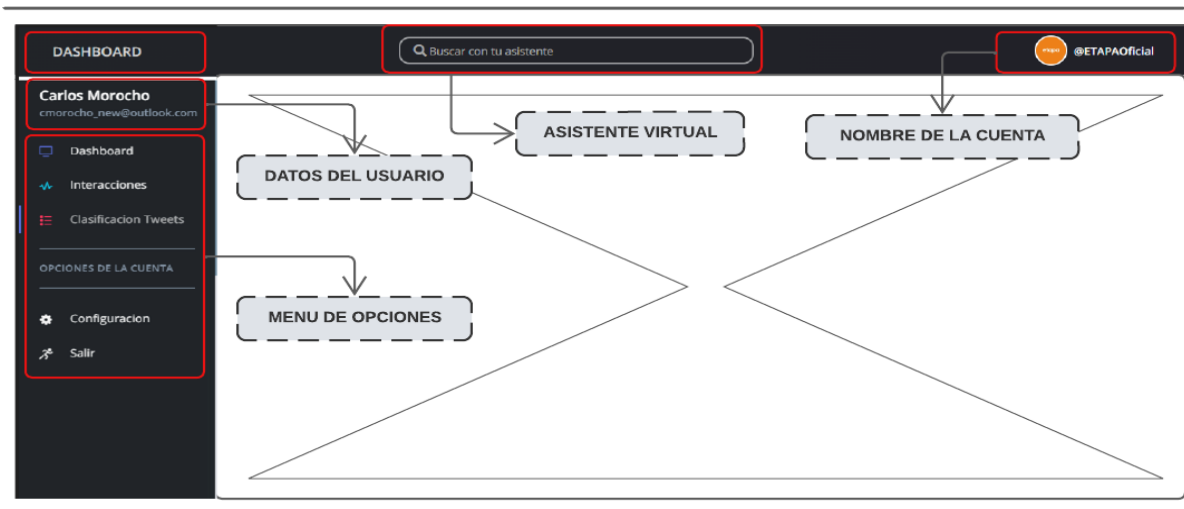 DASHBOARD
Buscar con tu asistente
@ETAPAOficial
Carlos Morocho
cmorocho_new@outlook.com
Dashboard
Interacciones
Clasificacion Tweets
OPCIONES DE LA CUENTA
Configuracion
Salir
ASISTENTE VIRTUAL
NOMBRE DE LA CUENTA
DATOS DEL USUARIO
MENU DE OPCIONES